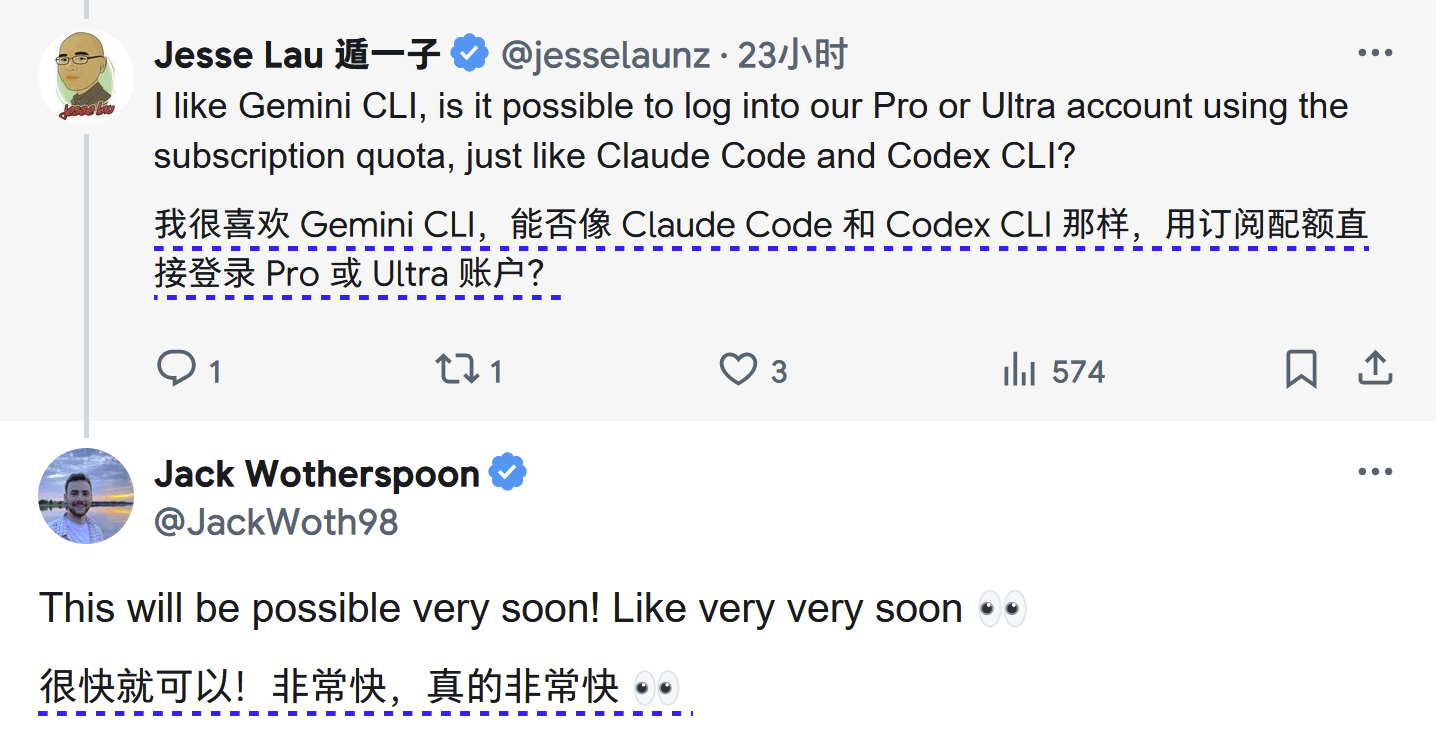 Jesse Lau 遁一子 @jesselaunz · 23小时
I like Gemini CLI, is it possible to log into our Pro or Ultra account using the
subscription quota, just like Claude Code and Codex CLI?
我很喜欢 Gemini CLI，能否像 Claude Code 和 Codex CLI 那样，用订阅配额直
接登录 Pro 或 Ultra 账户？
1 1 3 574
Jack Wotherspoon
@JackWoth98
This will be possible very soon! Like very very soon 👀
很快就可以！非常快，真的非常快 👀